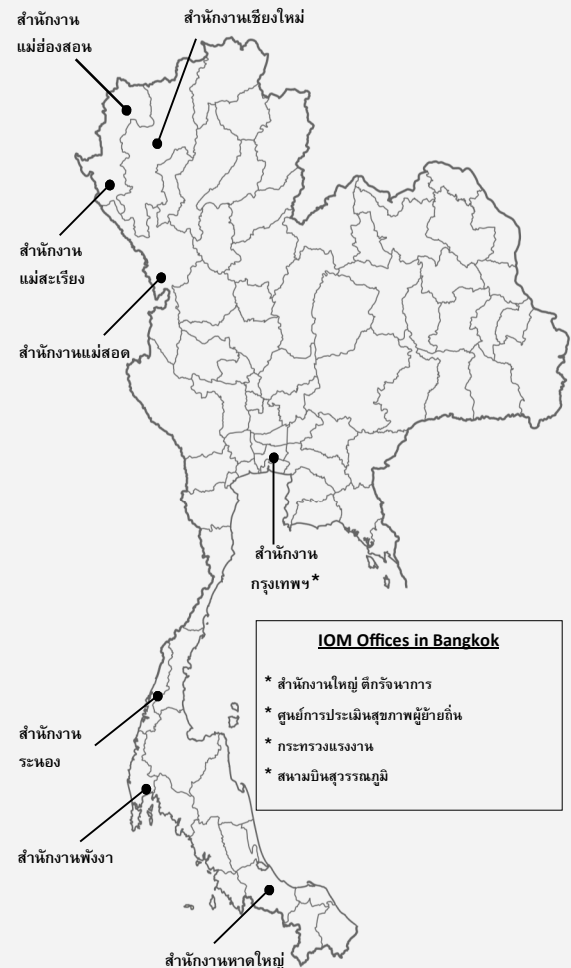 สำนักงาน
แม่ฮ่องสอน
สำนักงานเชียงใหม่
สำนักงาน
แม่สะเรียง
สำนักงานแม่สอด
สำนักงาน
กรุงเทพฯ*
IOM Offices in Bangkok
* สำนักงานใหญ่ ตึกรัจนาการ
* ศูนย์การประเมินสุขภาพผู้ย้ายถิ่น
* กระทรวงแรงงาน
* สนามบินสุวรรณภูมิ
สำนักงาน
ระนอง
สำนักงานพังงา
สำนักงานหาดใหญ่